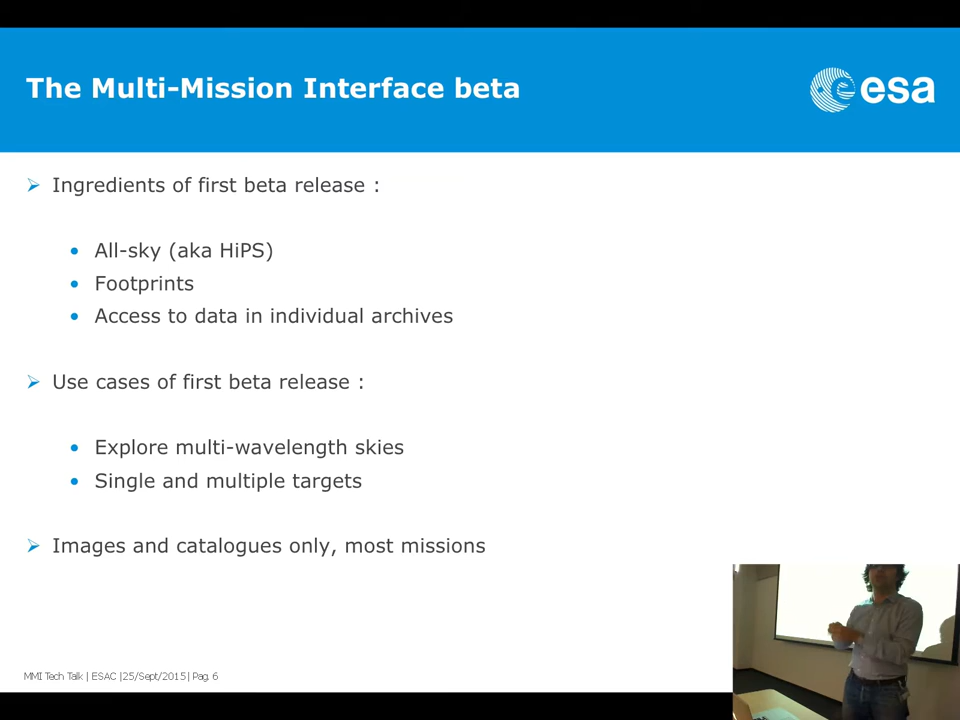 The Multi-Mission Interface beta
esa
Ingredients of first beta release :
All-sky (aka HiPS)
Footprints
Access to data in individual archives
Use cases of first beta release :
Explore multi-wavelength skies
Single and multiple targets
Images and catalogues only, most missions
MMI Tech Talk | ESAC |25/Sept/2015| Pag. 6